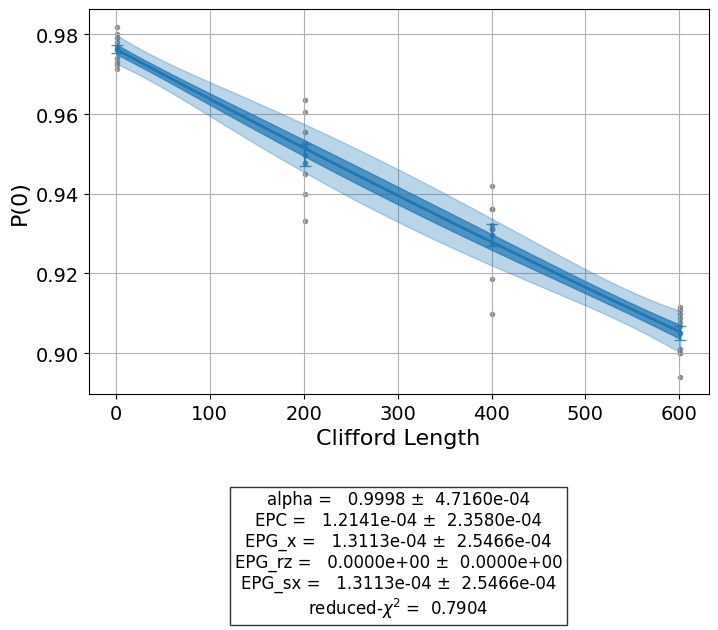 0.98
0.96
0.94
0.92
0.90
P(0)
0 100 200 300 400 500 600
Clifford Length
alpha = 0.9998 ± 4.7160e-04
EPC = 1.2141e-04 ± 2.3580e-04
EPG_x = 1.3113e-04 ± 2.5466e-04
EPG_rz = 0.0000e+00 ± 0.0000e+00
EPG_sx = 1.3113e-04 ± 2.5466e-04
reduced-χ² = 0.7904